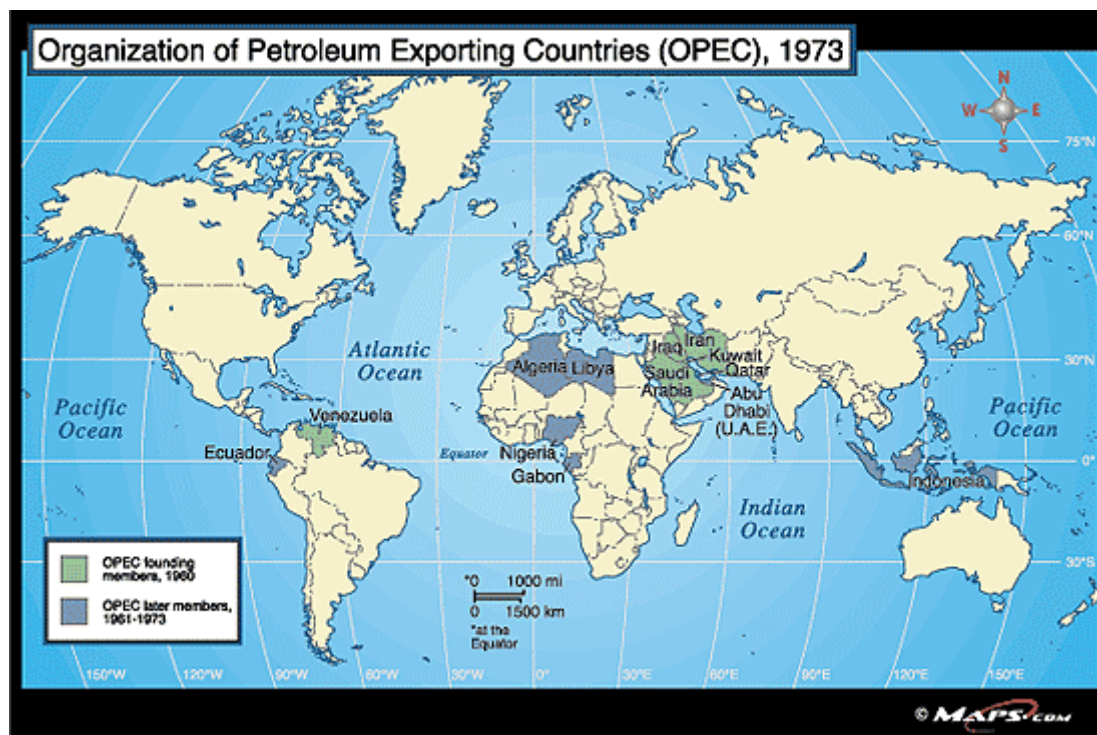 Organization of Petroleum Exporting Countries (OPEC), 1973
N
W
E
S
75°N
60°N
Atlantic
Ocean
30°N
Iraq
Iran
Kuwait
Qatar
Algeria
Libya
Saudi
Arabia
Abu
Dhabi
(U.A.E.)
Pacific
Ocean
Pacific
Ocean
Venezuela
Ecuador
Equator
Nigeria
Gabon
0°
Indonesia
Indian
Ocean
OPEC founding
members, 1960
OPEC later members,
1961-1973
*0 1000 mi
0 1500 km
*at the
Equator
30°S
150°W
120°W
90°W
60°W
30°W
0°
30°E
60°E
90°E
120°E
150°E
© MAPS.COM